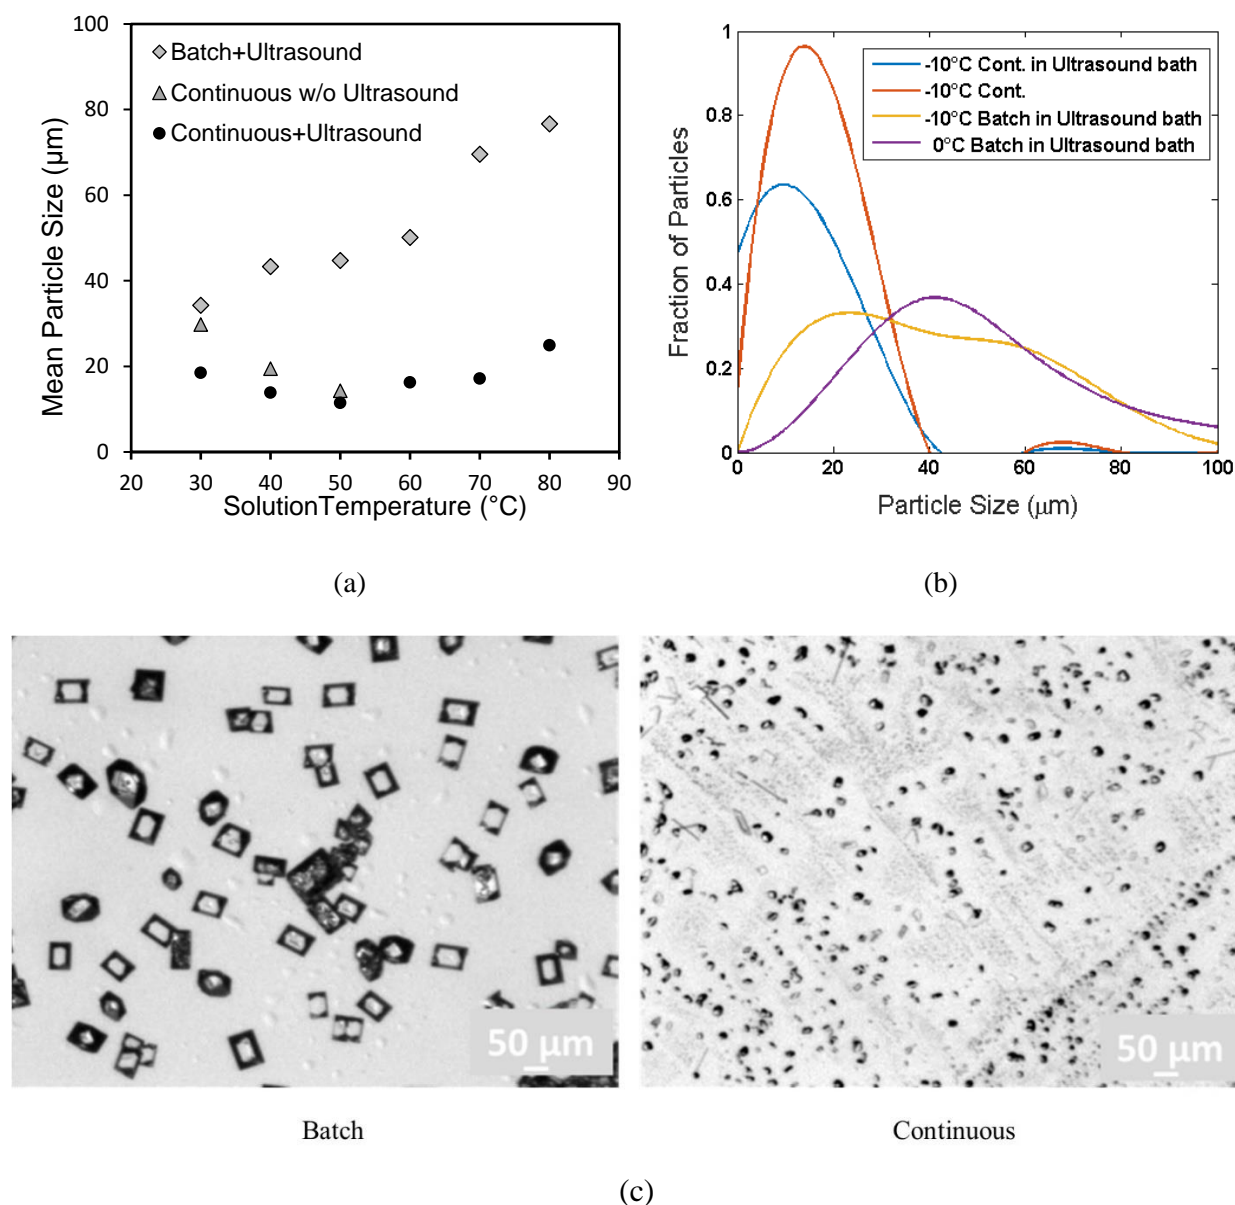 100
80
60
40
20
0
20
30
40
50
60
70
80
90
Mean Particle Size (µm)
SolutionTemperature (°C)
Batch+Ultrasound
Continuous w/o Ultrasound
Continuous+Ultrasound
(a)
1
0.8
0.6
0.4
0.2
0
0
20
40
60
80
100
Fraction of Particles
Particle Size (µm)
-10°C Cont. in Ultrasound bath
-10°C Cont.
-10°C Batch in Ultrasound bath
0°C Batch in Ultrasound bath
(b)
50 µm
50 µm
Batch
Continuous
(c)